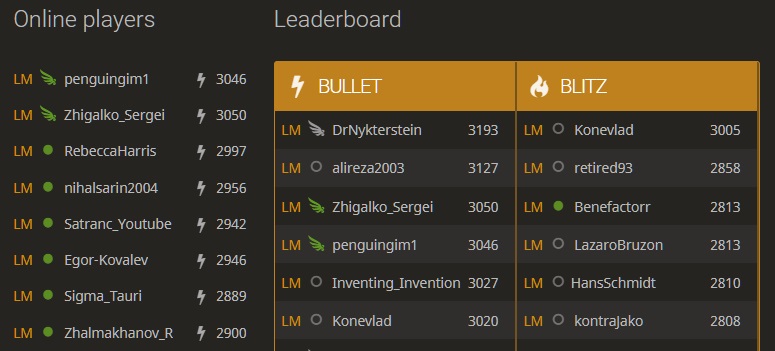 Online players
LM penguingim1 3046
LM Zhigalko_Sergei 3050
LM RebeccaHarris 2997
LM nihalsarin2004 2956
LM Satranc_Youtube 2942
LM Egor-Kovalev 2946
LM Sigma_Tauri 2889
LM Zhalmakhanov_R 2900
Leaderboard
BULLET
LM DrNykterstein 3193
LM alireza2003 3127
LM Zhigalko_Sergei 3050
LM penguingim1 3046
LM Inventing_Invention 3027
LM Konevlad 3020
BLITZ
LM Konevlad 3005
LM retired93 2858
LM Benefactorr 2813
LM LazaroBruzon 2813
LM HansSchmidt 2810
LM kontraJako 2808